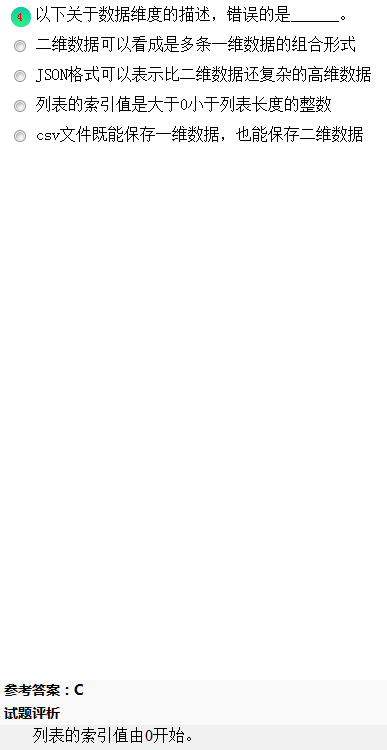 4 以下关于数据维度的描述，错误的是______。
二维数据可以看成是多条一维数据的组合形式
JSON格式可以表示比二维数据还复杂的高维数据
列表的索引值是大于0小于列表长度的整数
csv文件既能保存一维数据，也能保存二维数据
参考答案：C
试题评析
列表的索引值由0开始。